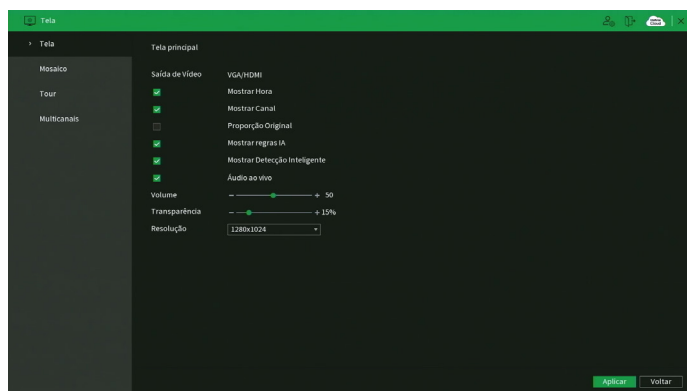 Tela
Tela
Mosaico
Tour
Multicanais
Tela principal
Saída de Vídeo VGA/HDMI
Mostrar Hora
Mostrar Canal
Proporção Original
Mostrar regras IA
Mostrar Detecção Inteligente
Áudio ao vivo
Volume - + 50
Transparência - + 15%
Resolução 1280x1024
Aplicar Voltar